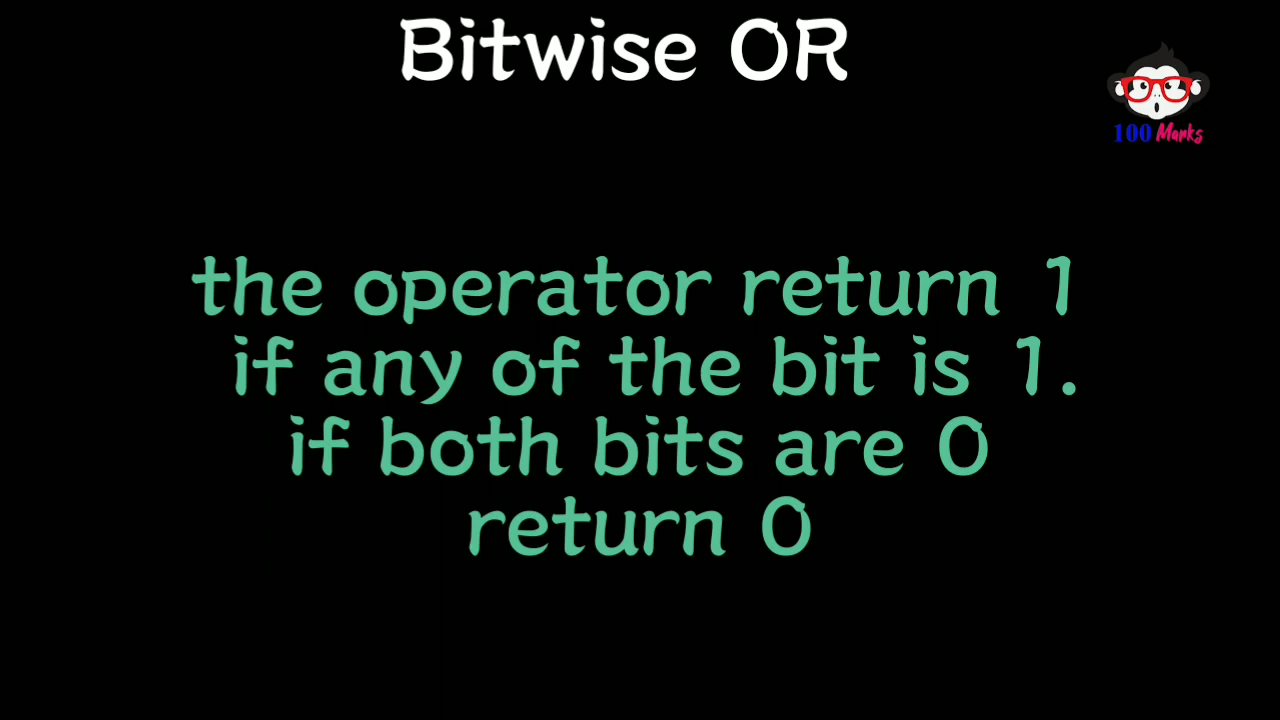 Bitwise OR
100 Marks
the operator return 1
if any of the bit is 1.
if both bits are 0
return 0